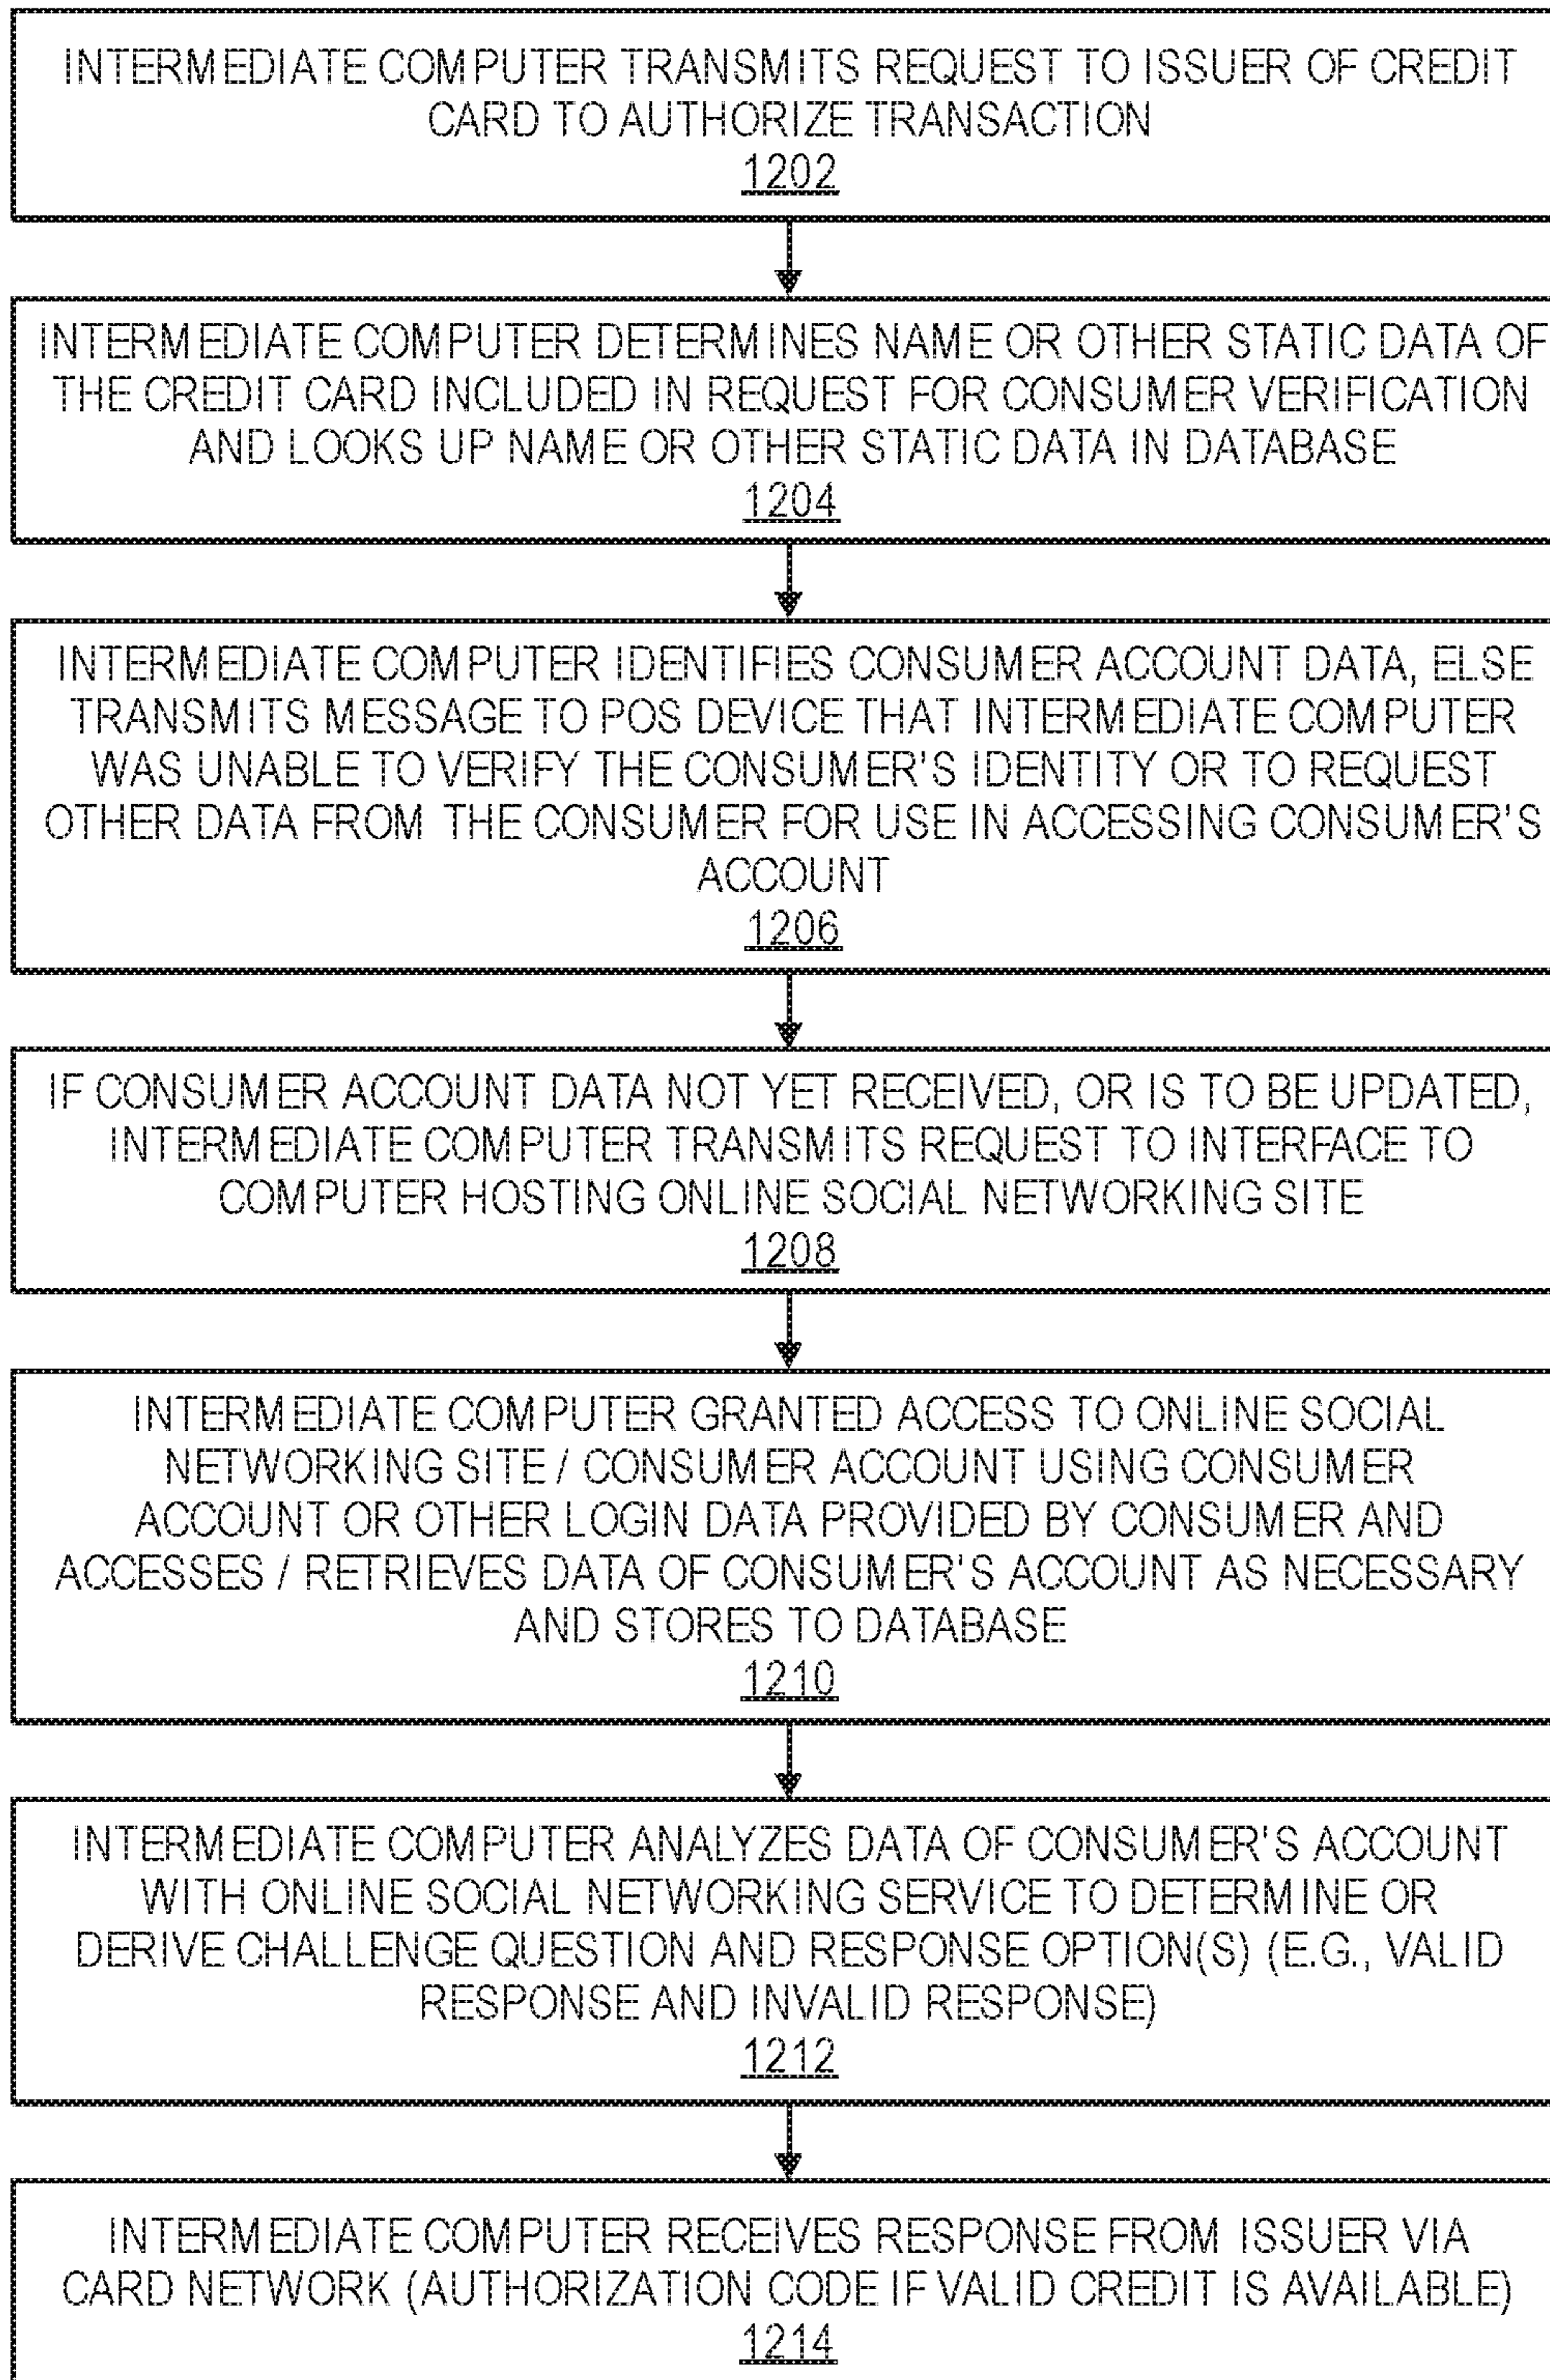 INTERMEDIATE COMPUTER TRANSMITS REQUEST TO ISSUER OF CREDIT
CARD TO AUTHORIZE TRANSACTION
1202
INTERMEDIATE COMPUTER DETERMINES NAME OR OTHER STATIC DATA OF
THE CREDIT CARD INCLUDED IN REQUEST FOR CONSUMER VERIFICATION
AND LOOKS UP NAME OR OTHER STATIC DATA IN DATABASE
1204
INTERMEDIATE COMPUTER IDENTIFIES CONSUMER ACCOUNT DATA, ELSE
TRANSMITS MESSAGE TO POS DEVICE THAT INTERMEDIATE COMPUTER
WAS UNABLE TO VERIFY THE CONSUMER'S IDENTITY OR TO REQUEST
OTHER DATA FROM THE CONSUMER FOR USE IN ACCESSING CONSUMER'S
ACCOUNT
1206
IF CONSUMER ACCOUNT DATA NOT YET RECEIVED, OR IS TO BE UPDATED,
INTERMEDIATE COMPUTER TRANSMITS REQUEST TO INTERFACE TO
COMPUTER HOSTING ONLINE SOCIAL NETWORKING SITE
1208
INTERMEDIATE COMPUTER GRANTED ACCESS TO ONLINE SOCIAL
NETWORKING SITE / CONSUMER ACCOUNT USING CONSUMER
ACCOUNT OR OTHER LOGIN DATA PROVIDED BY CONSUMER AND
ACCESSES / RETRIEVES DATA OF CONSUMER'S ACCOUNT AS NECESSARY
AND STORES TO DATABASE
1210
INTERMEDIATE COMPUTER ANALYZES DATA OF CONSUMER'S ACCOUNT
WITH ONLINE SOCIAL NETWORKING SERVICE TO DETERMINE OR
DERIVE CHALLENGE QUESTION AND RESPONSE OPTION(S) (E.G., VALID
RESPONSE AND INVALID RESPONSE)
1212
INTERMEDIATE COMPUTER RECEIVES RESPONSE FROM ISSUER VIA
CARD NETWORK (AUTHORIZATION CODE IF VALID CREDIT IS AVAILABLE)
1214